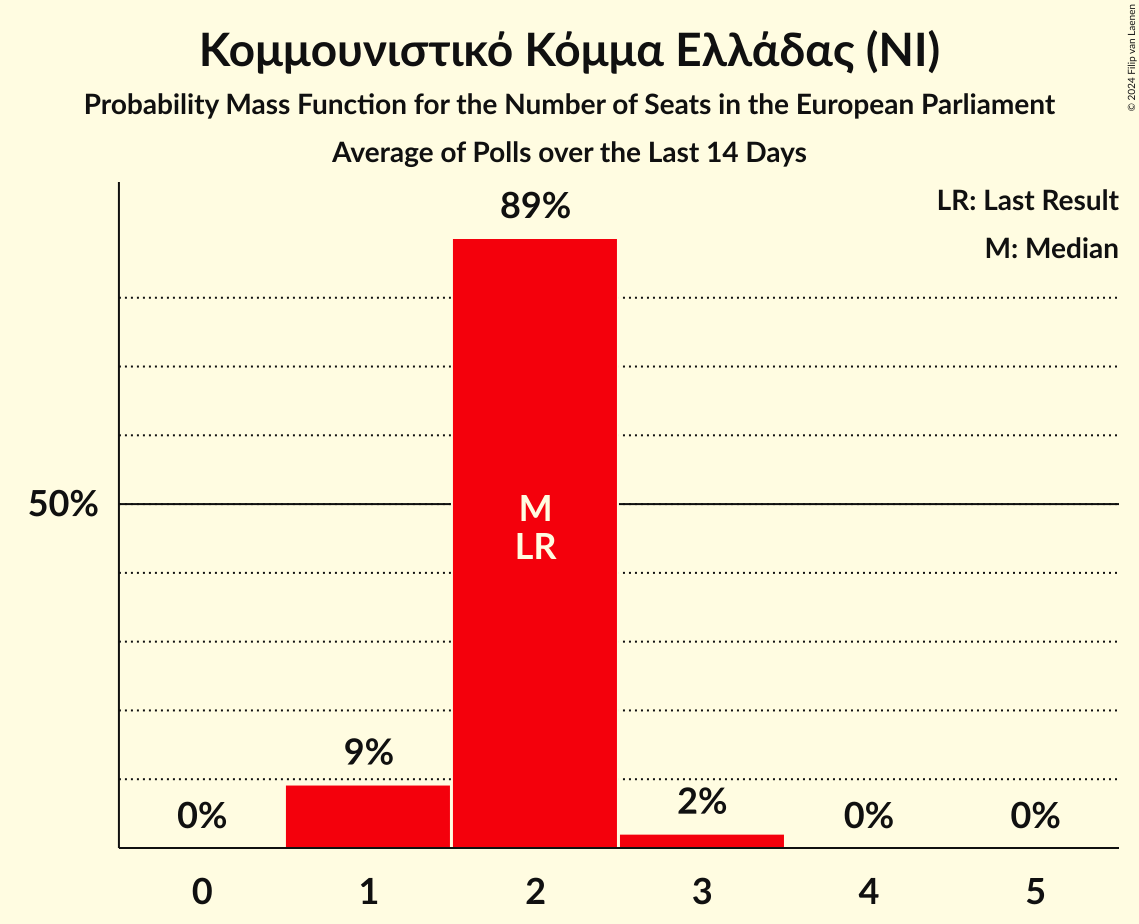 Κομμουνιστικό Κόμμα Ελλάδας (NI)
Probability Mass Function for the Number of Seats in the European Parliament
Average of Polls over the Last 14 Days
© 2024 Filip van Laenen
LR: Last Result
M: Median
89%
50%
M
LR
9%
2%
0%
0%
0%
0 1 2 3 4 5